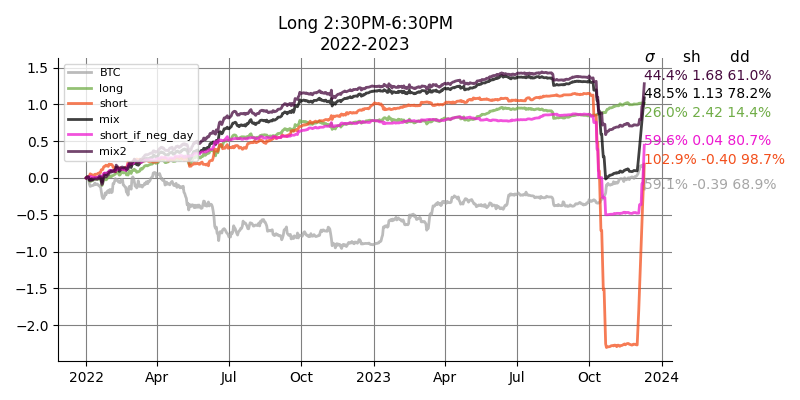 Long 2:30PM-6:30PM
2022-2023
σ sh dd
44.4% 1.68 61.0%
48.5% 1.13 78.2%
26.0% 2.42 14.4%
59.6% 0.04 80.7%
102.9% -0.40 98.7%
59.1% -0.39 68.9%
BTC
long
short
mix
short_if_neg_day
mix2
1.5
1.0
0.5
0.0
−0.5
−1.0
−1.5
−2.0
2022 Apr Jul Oct 2023 Apr Jul Oct 2024